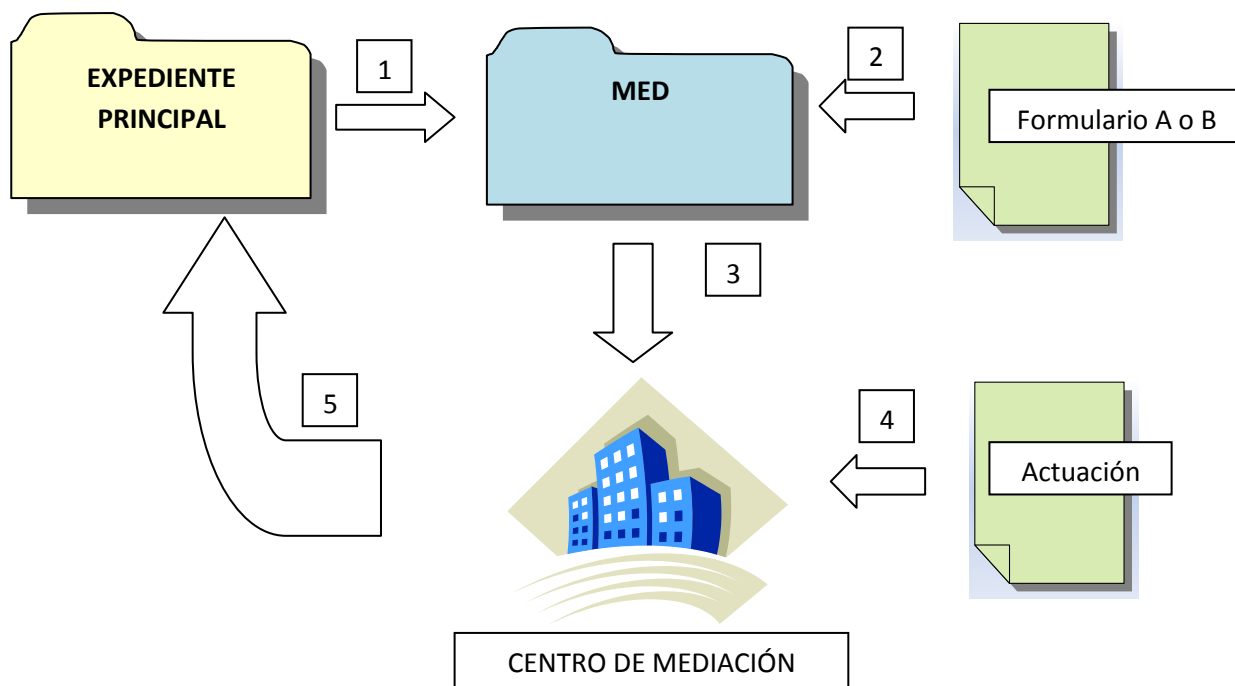 EXPEDIENTE
PRINCIPAL
1
MED
2
Formulario A o B
3
5
4
Actuación
CENTRO DE MEDIACIÓN